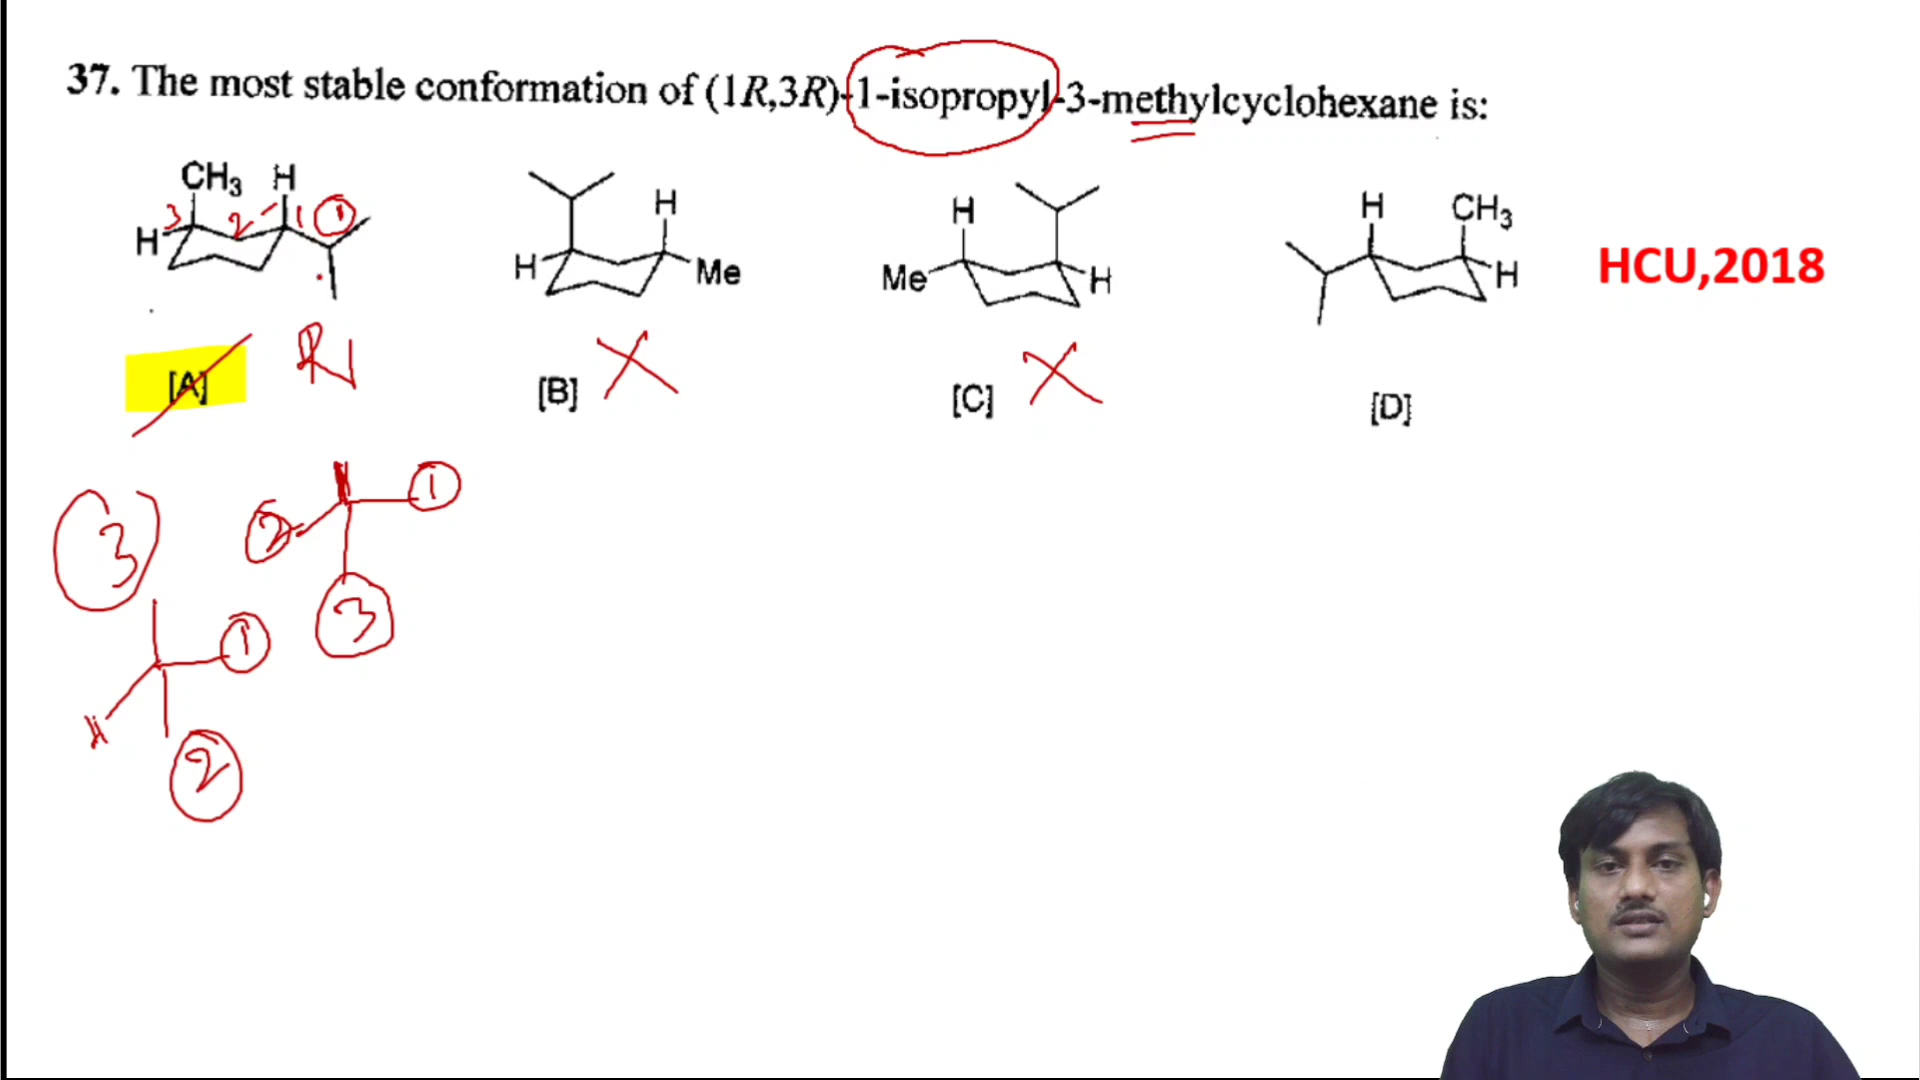 37. The most stable conformation of (1R,3R)-1-isopropyl-3-methylcyclohexane is:
CH3 H
3 2 1 1
H
H
H Me
H
Me H
H CH3
H
HCU,2018
[A] R
[B]
[C]
[D]
3
H 1
2
3
1
H
2